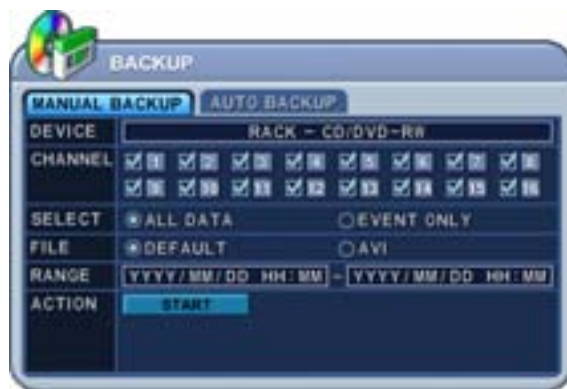 BACKUP
MANUAL BACKUP AUTO BACKUP
DEVICE RACK - CD/DVD-RW
CHANNEL 1 2 3 4 5 6 7 8
9 10 11 12 13 14 15 16
SELECT ALL DATA EVENT ONLY
FILE DEFAULT AVI
RANGE YYYY/MM/DD HH:MM - YYYY/MM/DD HH:MM
ACTION START